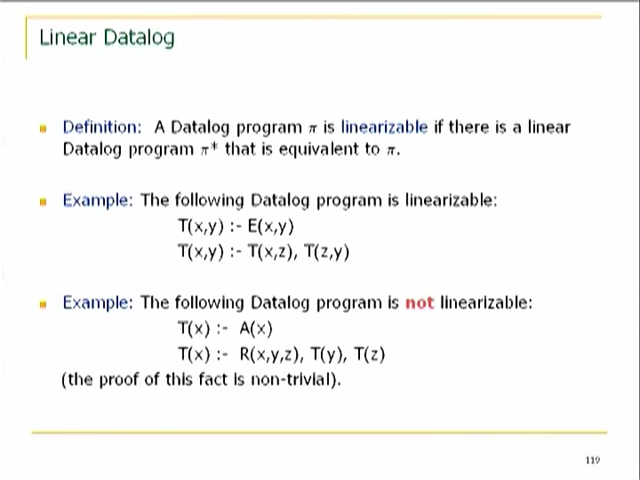 Linear Datalog
Definition: A Datalog program π is linearizable if there is a linear
Datalog program π* that is equivalent to π.
Example: The following Datalog program is linearizable:
T(x,y) :- E(x,y)
T(x,y) :- T(x,z), T(z,y)
Example: The following Datalog program is not linearizable:
T(x) :- A(x)
T(x) :- R(x,y,z), T(y), T(z)
(the proof of this fact is non-trivial).
119